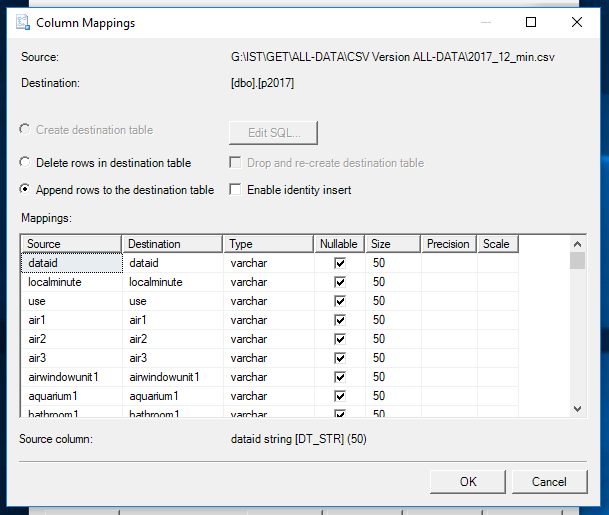 Column Mappings
Source: G:\IST\GET\ALL-DATA\CSV Version ALL-DATA\2017_12_min.csv
Destination: [dbo].[p2017]
Create destination table Edit SQL...
Delete rows in destination table Drop and re-create destination table
Append rows to the destination table Enable identity insert
Mappings:
Source Destination Type Nullable Size Precision Scale
dataid dataid varchar 50
localminute localminute varchar 50
use use varchar 50
air1 air1 varchar 50
air2 air2 varchar 50
air3 air3 varchar 50
airwindowunit1 airwindowunit1 varchar 50
aquarium1 aquarium1 varchar 50
bathroom1 bathroom1 varchar 50
Source column: dataid string [DT_STR] (50)
OK Cancel